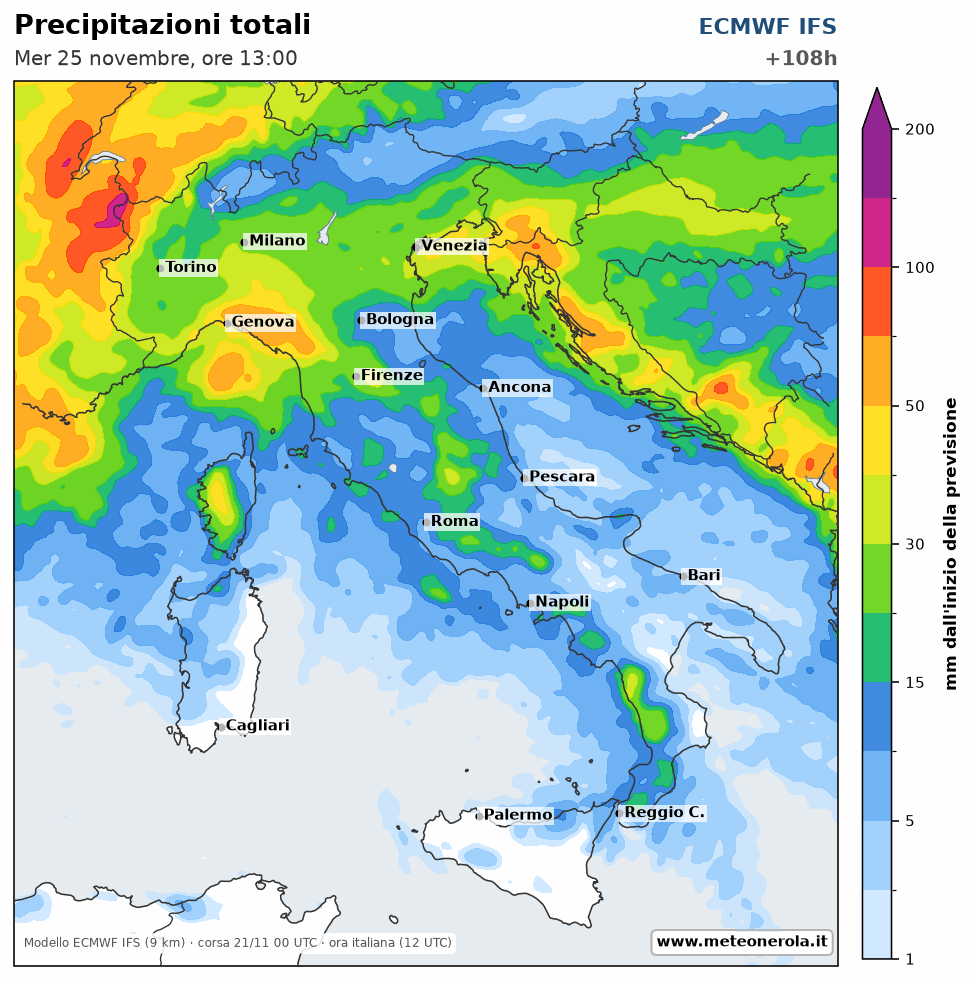 Precipitazioni totali
ECMWF IFS
Mer 25 novembre, ore 13:00
+108h
200
100
50
30
15
5
1
mm dall'inizio della previsione
Milano
Venezia
Torino
Genova
Bologna
Firenze
Ancona
Pescara
Roma
Bari
Napoli
Cagliari
Palermo
Reggio C.
Modello ECMWF IFS (9 km) · corsa 21/11 00 UTC · ora italiana (12 UTC)
www.meteonerola.it